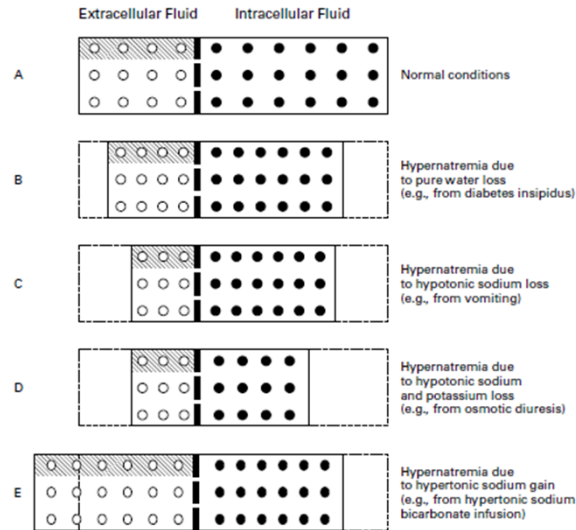 Extracellular Fluid Intracellular Fluid
A Normal conditions
B Hypernatremia due
to pure water loss
(e.g., from diabetes insipidus)
C Hypernatremia due
to hypotonic sodium loss
(e.g., from vomiting)
D Hypernatremia due
to hypotonic sodium
and potassium loss
(e.g., from osmotic diuresis)
E Hypernatremia due
to hypertonic sodium gain
(e.g., from hypertonic sodium
bicarbonate infusion)